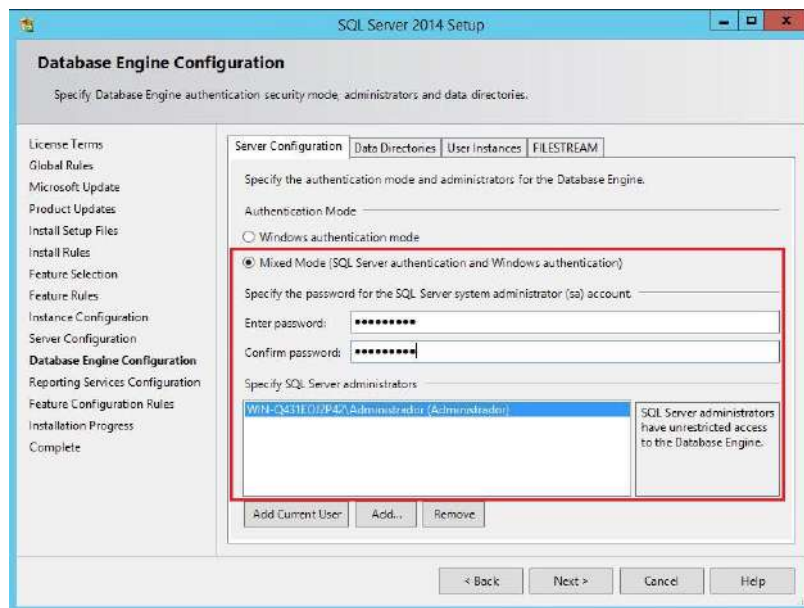 SQL Server 2014 Setup
Database Engine Configuration
Specify Database Engine authentication security mode, administrators and data directories.
License Terms
Global Rules
Microsoft Update
Product Updates
Install Setup Files
Install Rules
Feature Selection
Feature Rules
Instance Configuration
Server Configuration
Database Engine Configuration
Reporting Services Configuration
Feature Configuration Rules
Installation Progress
Complete
Server Configuration Data Directories User Instances FILESTREAM
Specify the authentication mode and administrators for the Database Engine.
Authentication Mode
Windows authentication mode
Mixed Mode (SQL Server authentication and Windows authentication)
Specify the password for the SQL Server system administrator (sa) account.
Enter password: •••••••••
Confirm password: •••••••••
Specify SQL Server administrators
WIN-Q431EOJ2P42\Administrador (Administrador)
SQL Server administrators
have unrestricted access
to the Database Engine.
Add Current User Add... Remove
< Back Next > Cancel Help